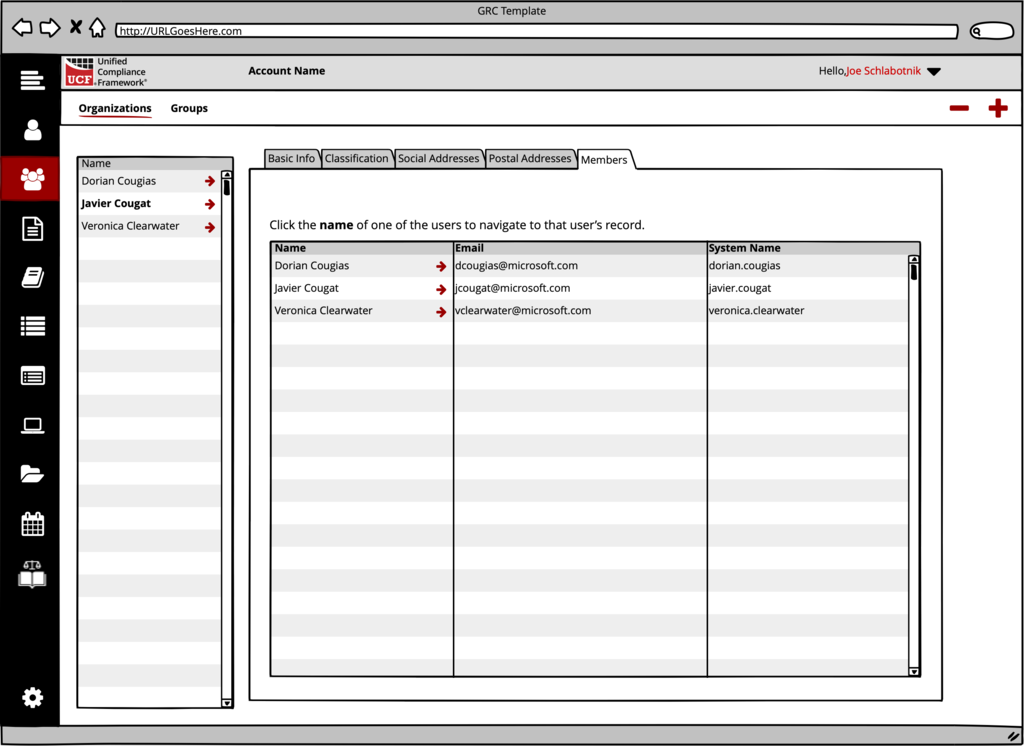 GRC Template
http://URLGoesHere.com
UCF Unified
Compliance
Framework®
Account Name
Hello,Joe Schlabotnik
Organizations Groups
Name
Dorian Cougias
Javier Cougat
Veronica Clearwater
Basic Info Classification Social Addresses Postal Addresses Members
Click the name of one of the users to navigate to that user's record.
Name Email System Name
Dorian Cougias dcougias@microsoft.com dorian.cougias
Javier Cougat jcougat@microsoft.com javier.cougat
Veronica Clearwater vclearwater@microsoft.com veronica.clearwater